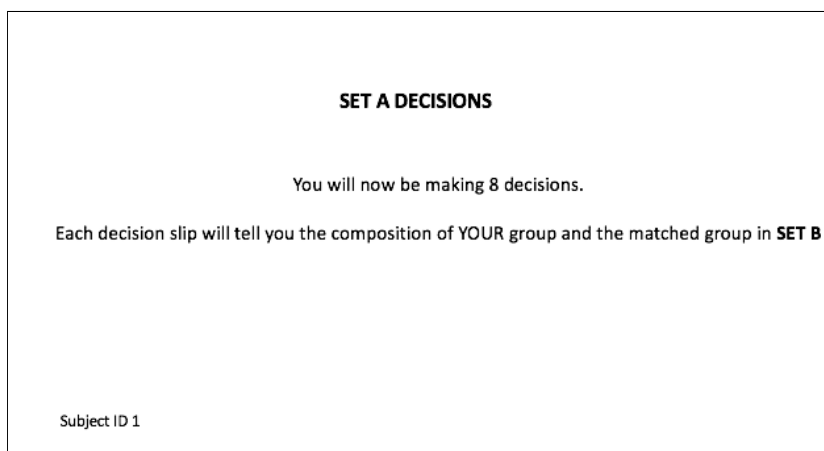 SET A DECISIONS
You will now be making 8 decisions.
Each decision slip will tell you the composition of YOUR group and the matched group in SET B
Subject ID 1